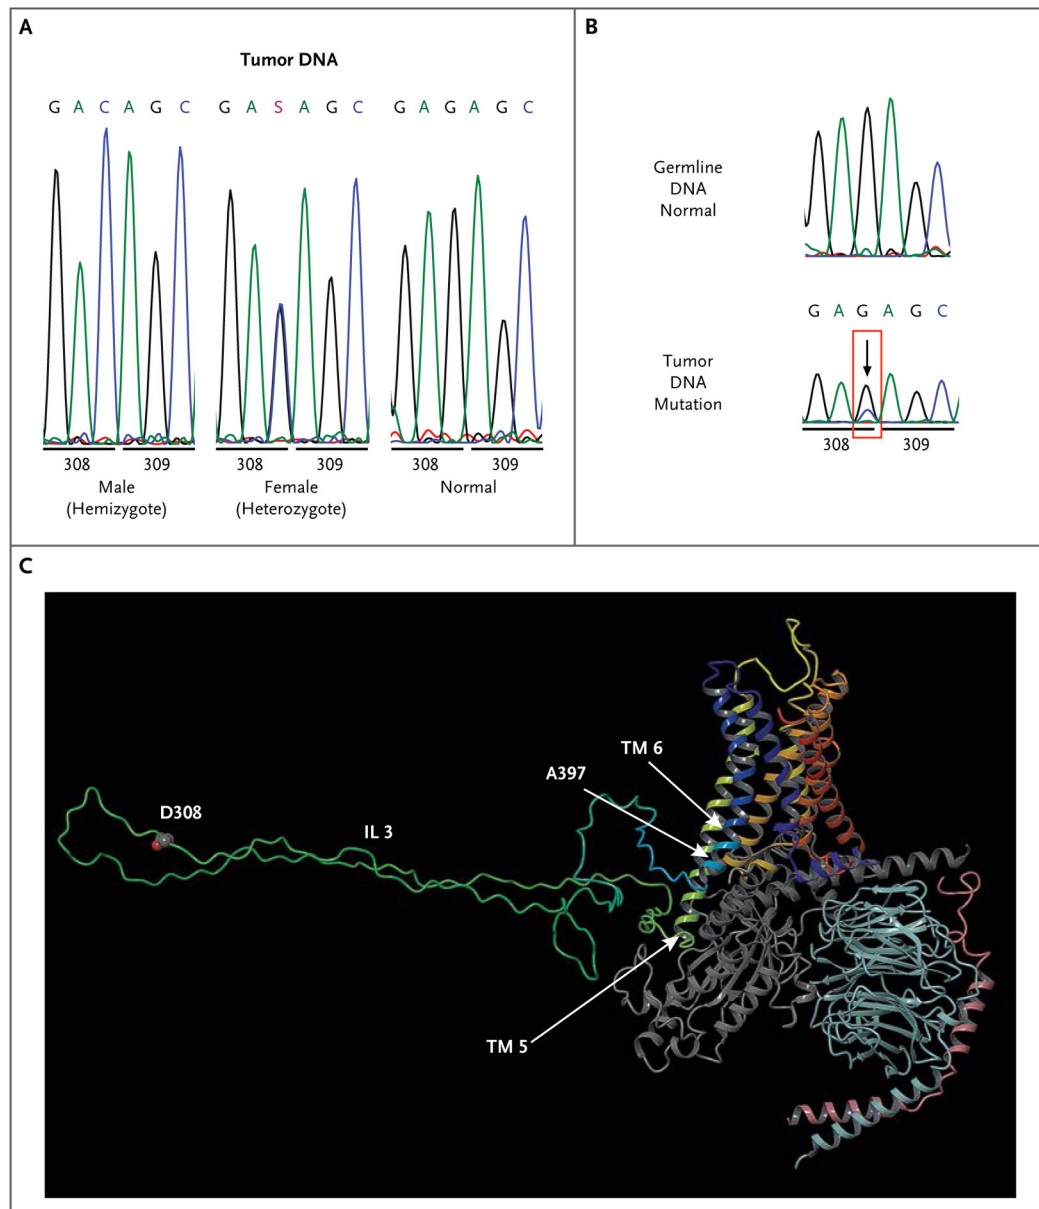 A
Tumor DNA
G A C A G C
G A S A G C
G A G A G C
308 309
Male
(Hemizygote)
308 309
Female
(Heterozygote)
308 309
Normal
B
Germline
DNA
Normal
G A G A G C
Tumor
DNA
Mutation
308 309
C
TM 6
A397
D308
IL 3
TM 5